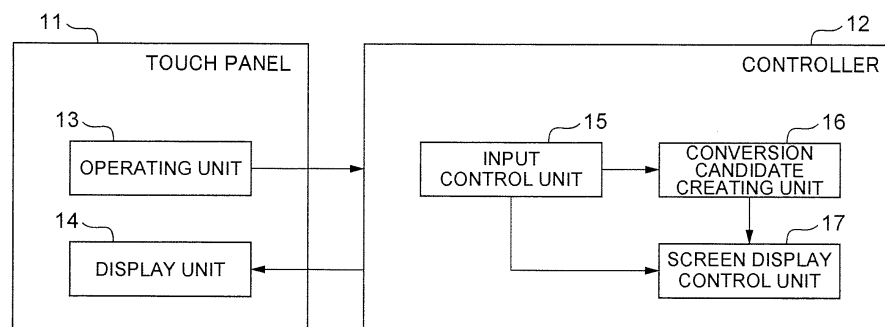 11
12
TOUCH PANEL
CONTROLLER
13
OPERATING UNIT
15
INPUT
CONTROL UNIT
16
CONVERSION
CANDIDATE
CREATING UNIT
14
DISPLAY UNIT
17
SCREEN DISPLAY
CONTROL UNIT